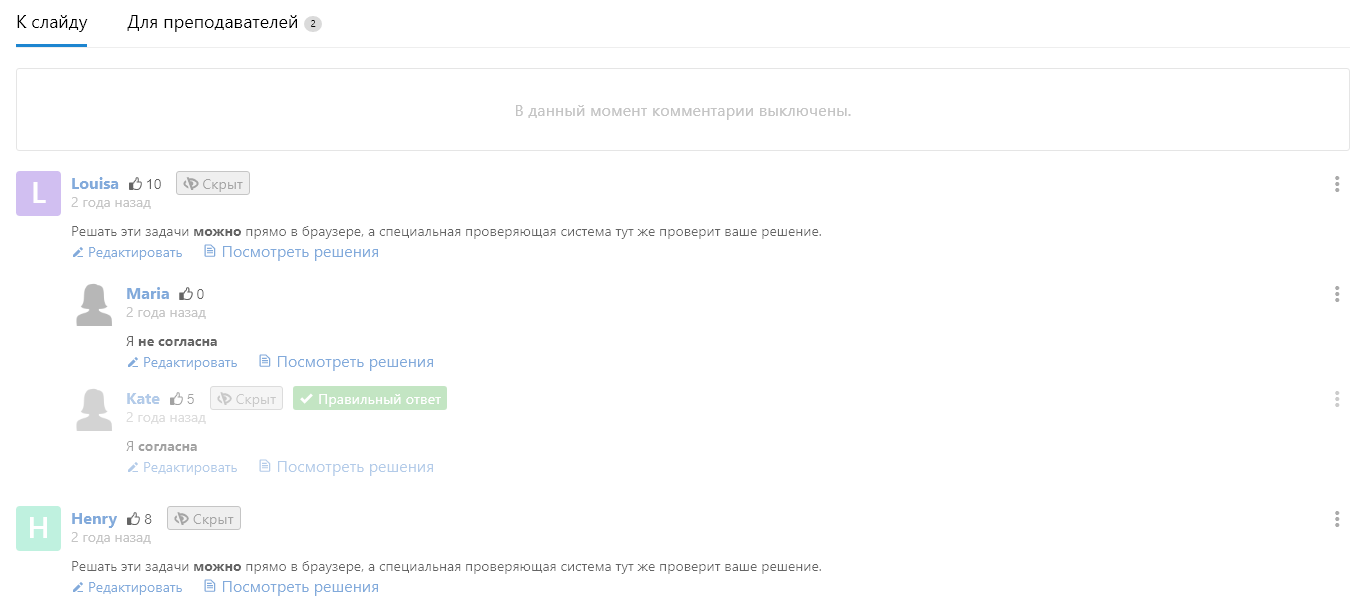 К слайду Для преподавателей 2
В данный момент комментарии выключены.
L Louisa 10 Скрыт
2 года назад
Решать эти задачи можно прямо в браузере, а специальная проверяющая система тут же проверит ваше решение.
Редактировать Посмотреть решения
Maria 0
2 года назад
Я не согласна
Редактировать Посмотреть решения
Kate 5 Скрыт Правильный ответ
2 года назад
Я согласна
Редактировать Посмотреть решения
H Henry 8 Скрыт
2 года назад
Решать эти задачи можно прямо в браузере, а специальная проверяющая система тут же проверит ваше решение.
Редактировать Посмотреть решения